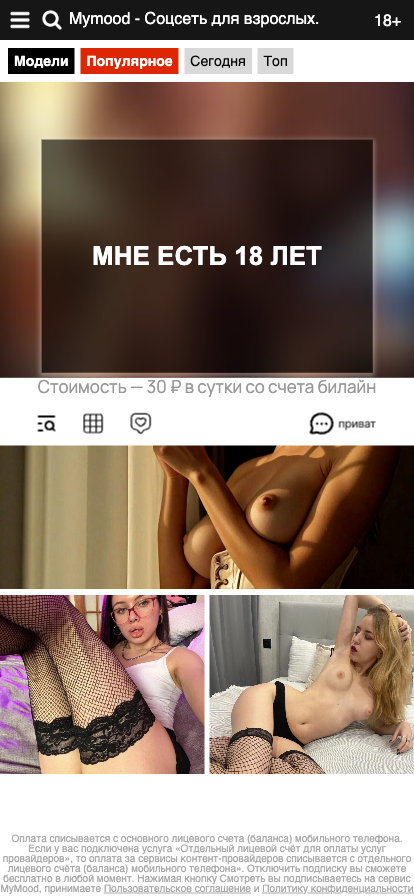 Mymood - Соцсеть для взрослых.
18+
Модели
Популярное
Сегодня
Топ
МНЕ ЕСТЬ 18 ЛЕТ
Стоимость — 30 ₽ в сутки со счета билайн
приват
Оплата списывается с основного лицевого счета (баланса) мобильного телефона.
Если у вас подключена услуга «Отдельный лицевой счёт для оплаты услуг
провайдеров», то оплата за сервисы контент-провайдеров списывается с отдельного
лицевого счёта (баланса) мобильного телефона». Отключить подписку вы сможете
бесплатно в любой момент. Нажимая кнопку Смотреть вы подписываетесь на сервис
MyMood, принимаете Пользовательское соглашение и Политику конфиденциальности